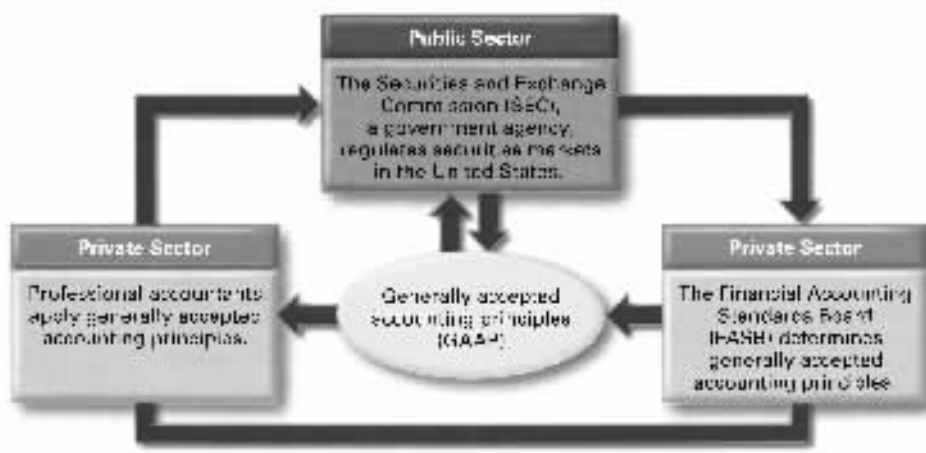 Public Sector
The Securities and Exchange
Commission (SEC),
a government agency,
regulates securities markets
in the United States.
Private Sector
Professional accountants
apply generally accepted
accounting principles.
Generally accepted
accounting principles
(GAAP)
Private Sector
The Financial Accounting
Standards Board
(FASB) determines
generally accepted
accounting principles